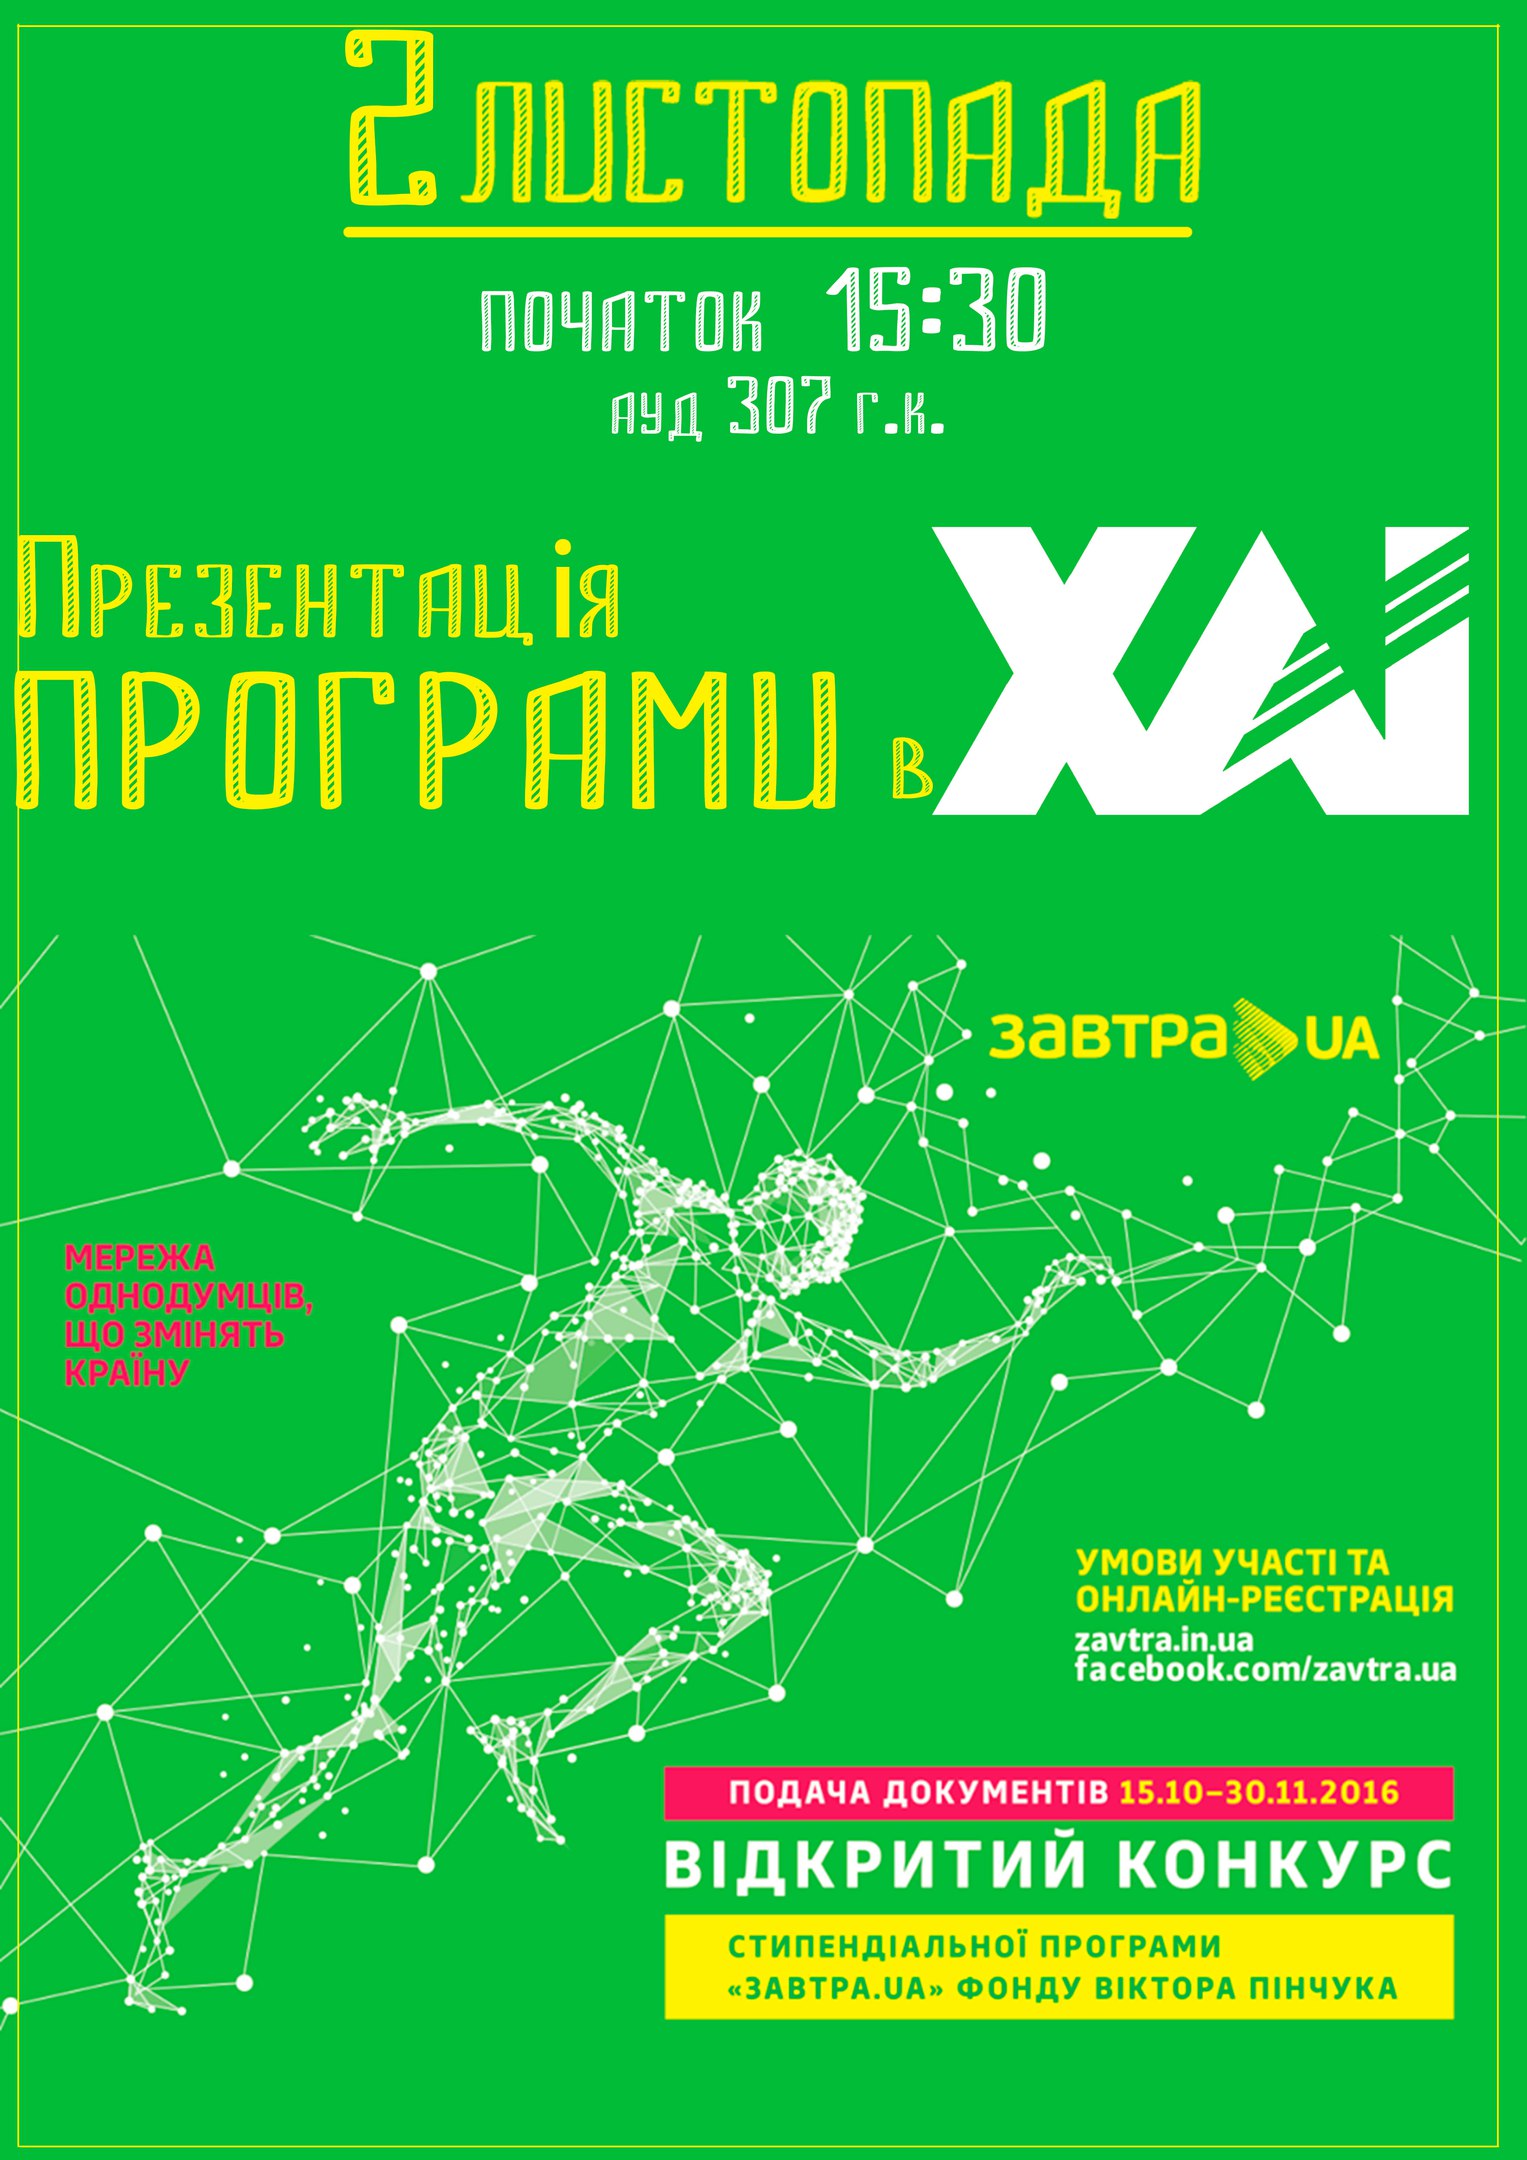 2 листопада
початок 15:30
ауд 307 г.к.
Презентація
програми в ХАІ
завтра UA
МЕРЕЖА
ОДНОДУМЦІВ,
ЩО ЗМІНЯТЬ
КРАЇНУ
УМОВИ УЧАСТІ ТА
ОНЛАЙН-РЕЄСТРАЦІЯ
zavtra.in.ua
facebook.com/zavtra.ua
ПОДАЧА ДОКУМЕНТІВ 15.10–30.11.2016
ВІДКРИТИЙ КОНКУРС
СТИПЕНДІАЛЬНОЇ ПРОГРАМИ
«ЗАВТРА.UA» ФОНДУ ВІКТОРА ПІНЧУКА